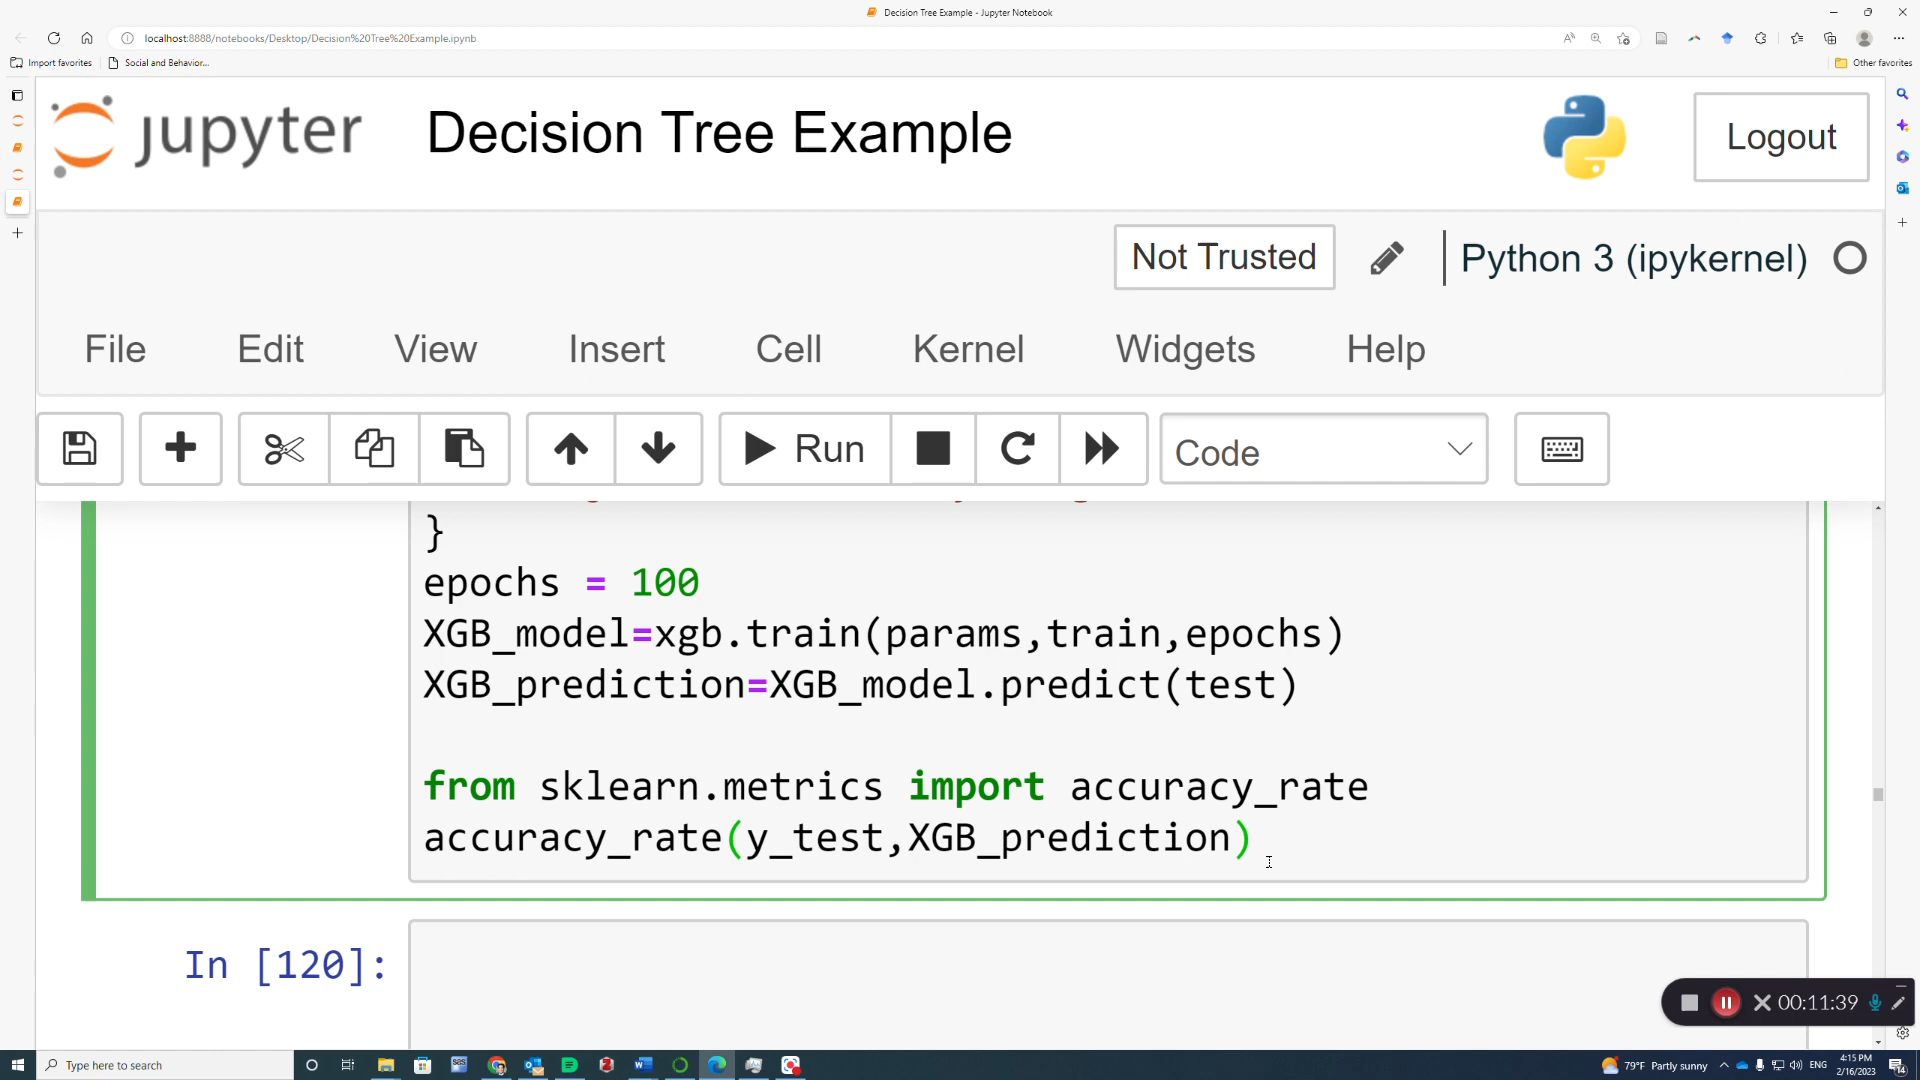 Decision Tree Example - Jupyter Notebook
localhost:8888/notebooks/Desktop/Decision%20Tree%20Example.ipynb
Import favorites
Social and Behavior...
Other favorites
jupyter Decision Tree Example
Logout
Not Trusted
Python 3 (ipykernel)
File Edit View Insert Cell Kernel Widgets Help
Run
Code
}
epochs = 100
XGB_model=xgb.train(params,train,epochs)
XGB_prediction=XGB_model.predict(test)
from sklearn.metrics import accuracy_rate
accuracy_rate(y_test,XGB_prediction)
In [120]:
00:11:39
Type here to search
79°F Partly sunny
ENG
4:15 PM
2/16/2023